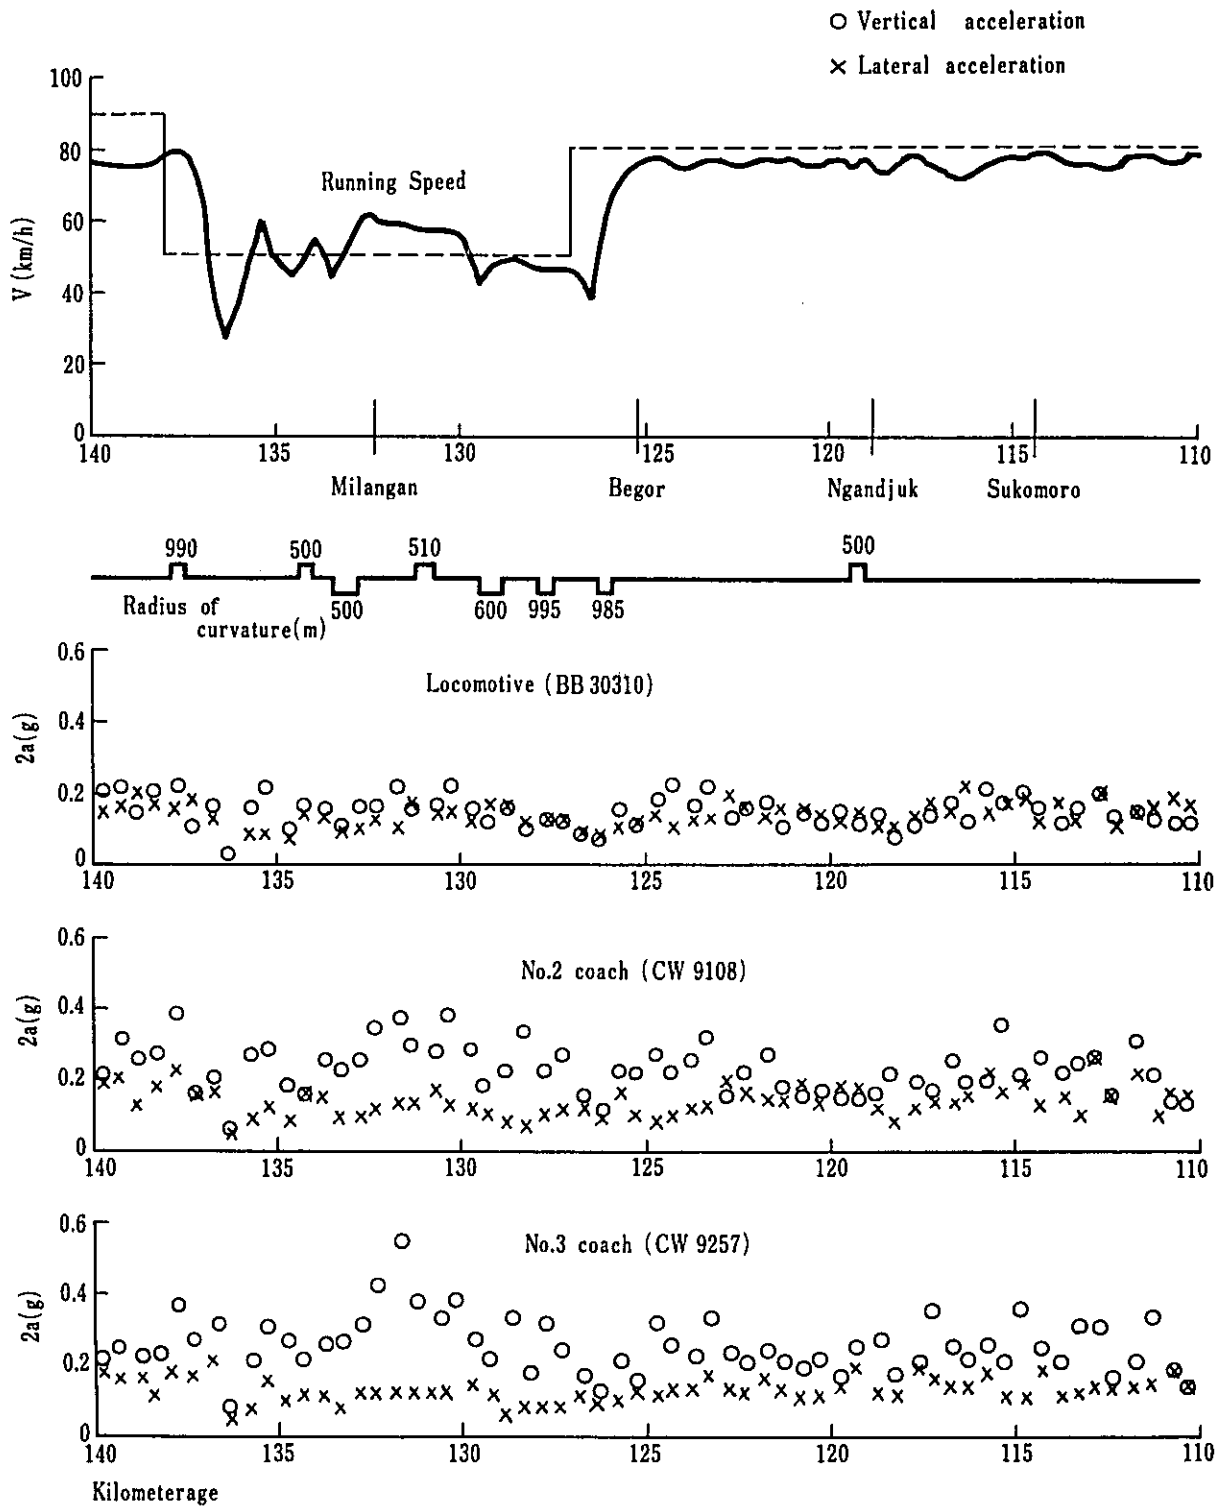 ○ Vertical acceleration
× Lateral acceleration
100
80
60
40
20
0
V (km/h)
Running Speed
140 135 130 125 120 115 110
Milangan Begor Ngandjuk Sukomoro
990 500 510 500
500 600 995 985
Radius of
curvature(m)
0.6
0.4
0.2
0
2a(g)
Locomotive (BB 30310)
140 135 130 125 120 115 110
0.6
0.4
0.2
0
2a(g)
No.2 coach (CW 9108)
140 135 130 125 120 115 110
0.6
0.4
0.2
0
2a(g)
No.3 coach (CW 9257)
140 135 130 125 120 115 110
Kilometerage